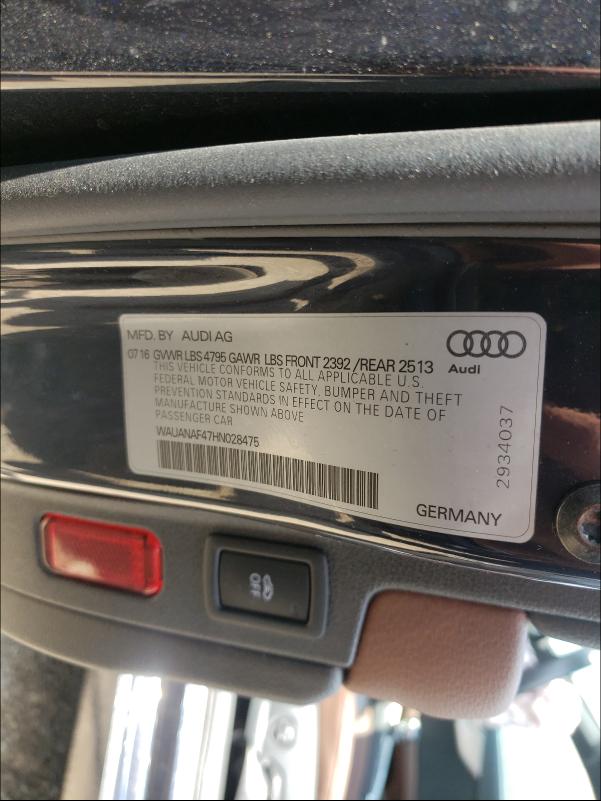 MFD. BY AUDI AG
Audi
07 16 GVWR LBS 4795 GAWR LBS FRONT 2392 / REAR 2513
THIS VEHICLE CONFORMS TO ALL APPLICABLE U.S.
FEDERAL MOTOR VEHICLE SAFETY, BUMPER AND THEFT
PREVENTION STANDARDS IN EFFECT ON THE DATE OF
MANUFACTURE SHOWN ABOVE
PASSENGER CAR
WAUANAF47HN028475
2934037
GERMANY
OFF